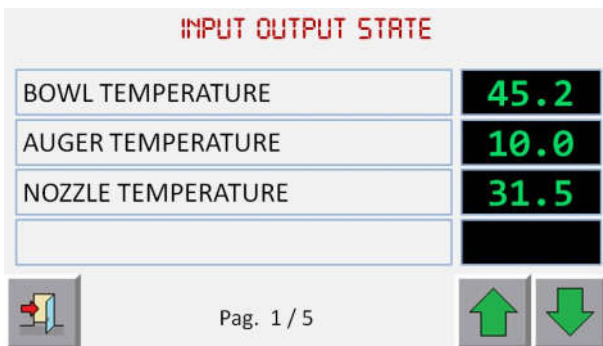 INPUT OUTPUT STATE
BOWL TEMPERATURE 45.2
AUGER TEMPERATURE 10.0
NOZZLE TEMPERATURE 31.5
Pag. 1 / 5